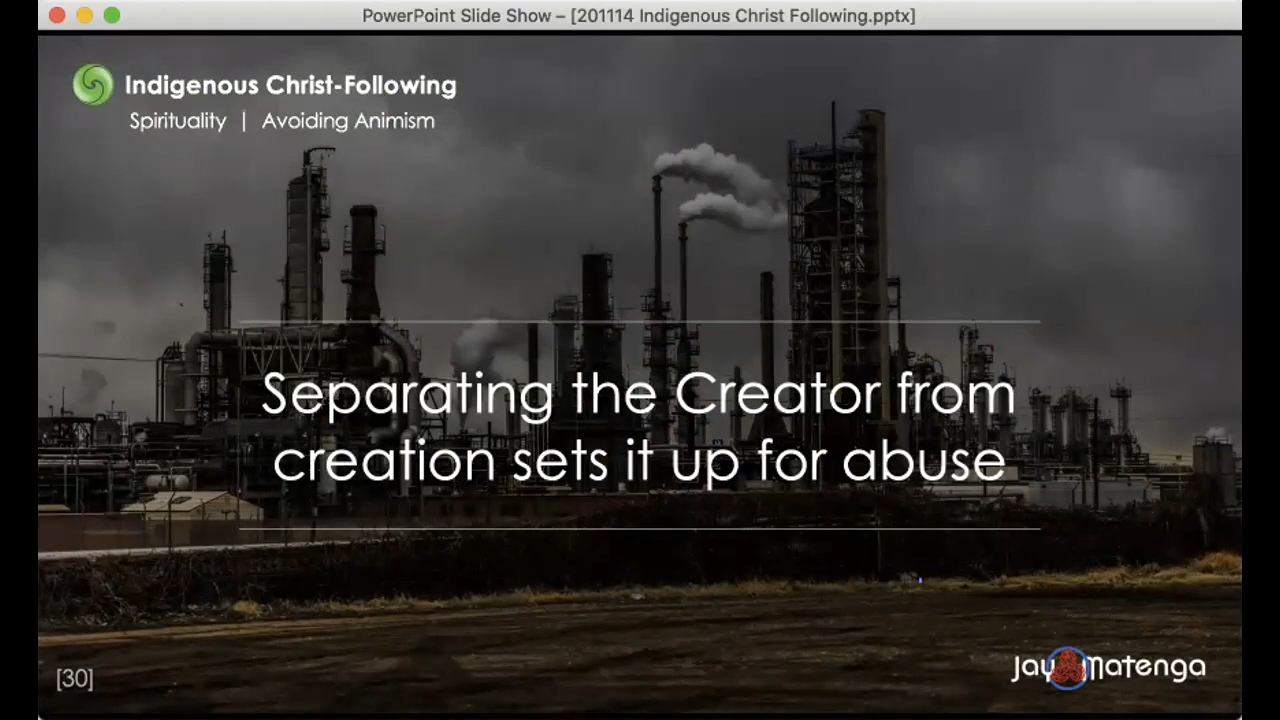 PowerPoint Slide Show – [201114 Indigenous Christ Following.pptx]
Indigenous Christ-Following
Spirituality | Avoiding Animism
Separating the Creator from
creation sets it up for abuse
[30]
Jay Matenga